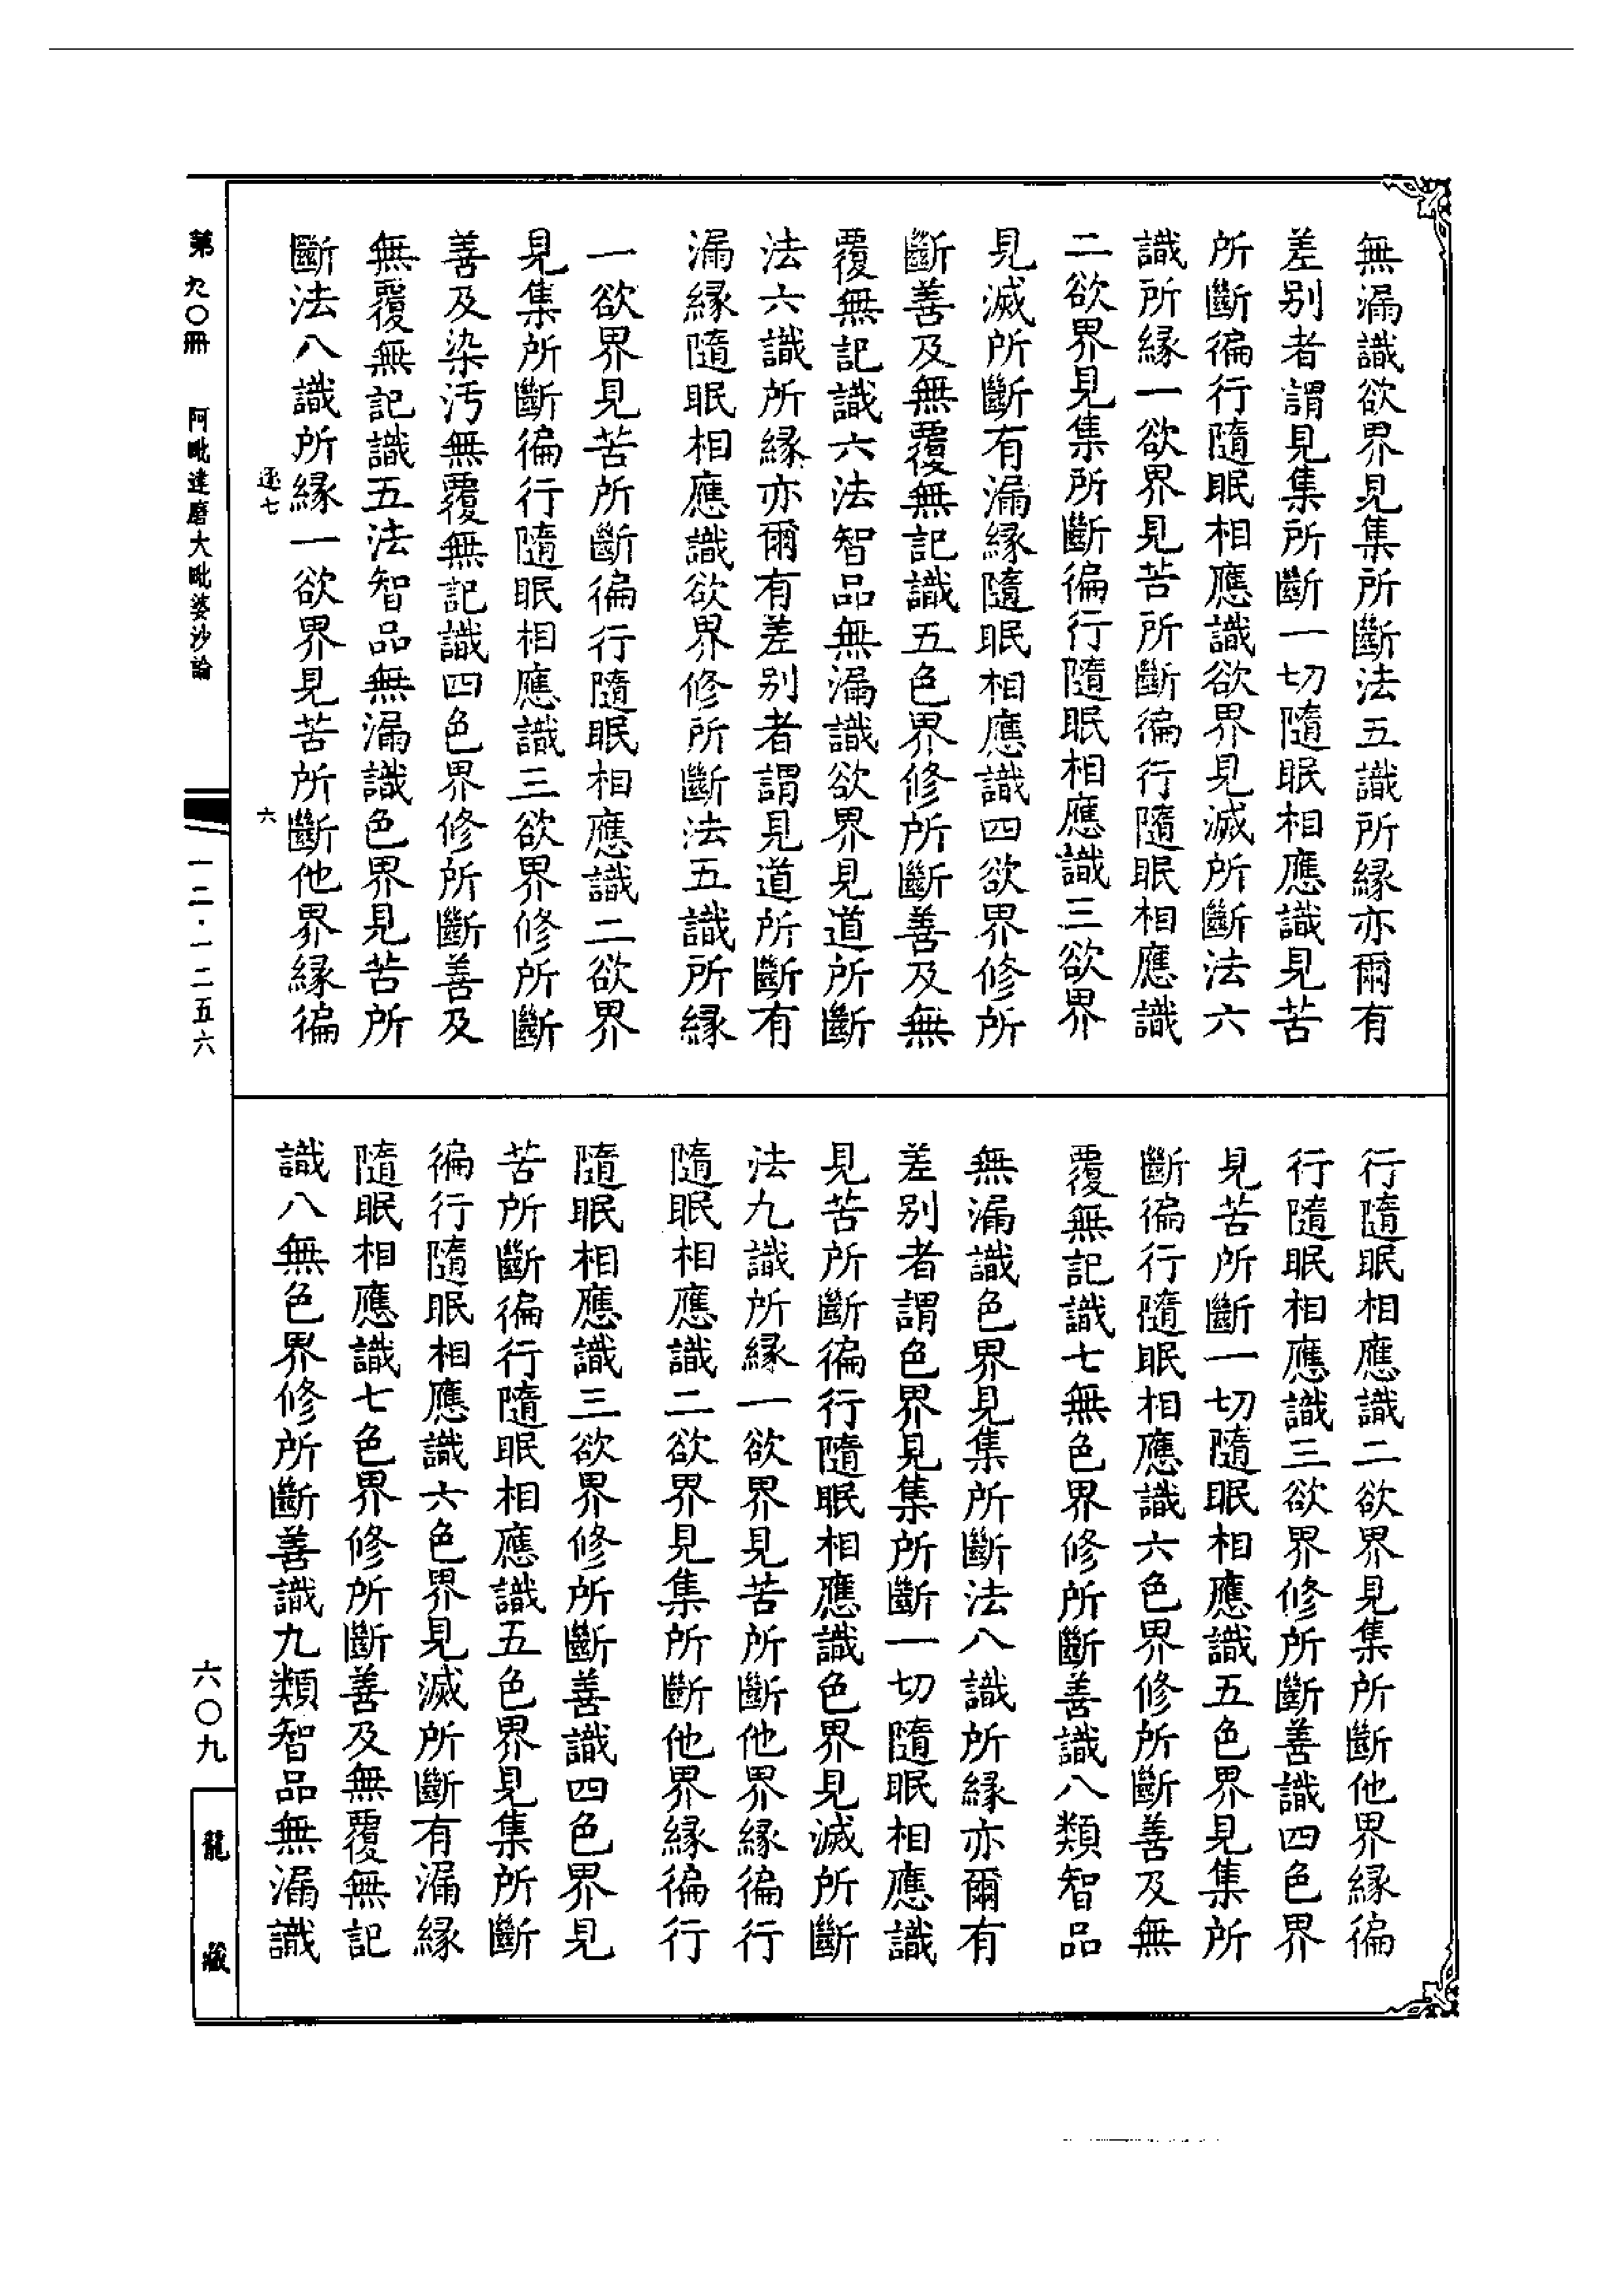 無漏識欲界見集所斷法五識所緣亦爾有
差别者謂見集所斷一切隨眠相應識見苦
所斷徧行隨眠相應識欲界見滅所斷法六
識所緣一欲界見苦所斷徧行隨眠相應識
二欲界見集所斷徧行隨眠相應識三欲界
見滅所斷有漏緣隨眠相應識四欲界修所
斷善及無覆無記識五色界修所斷善及無
覆無記識六法智品無漏識欲界見道所斷
法六識所緣亦爾有差别者謂見道所斷有
漏緣隨眠相應識欲界修所斷法五識所緣
一欲界見苦所斷徧行隨眠相應識二欲界
見集所斷徧行隨眠相應識三欲界修所斷
善及染汚無覆無記識四色界修所斷善及
無覆無記識五法智品無漏識色界見苦所
斷法八識所緣一欲界見苦所斷他界緣徧
逐七
六
行隨眠相應識二欲界見集所斷他界緣徧
行隨眠相應識三欲界修所斷善識四色界
見苦所斷一切隨眠相應識五色界見集所
斷徧行隨眠相應識六色界修所斷善及無
覆無記識七無色界修所斷善識八類智品
無漏識色界見集所斷法八識所緣亦爾有
差别者謂色界見集所斷一切隨眠相應識
見苦所斷徧行隨眠相應識色界見滅所斷
法九識所緣一欲界見苦所斷他界緣徧行
隨眠相應識二欲界見集所斷他界緣徧行
隨眠相應識三欲界修所斷善識四色界見
苦所斷徧行隨眠相應識五色界見集所斷
徧行隨眠相應識六色界見滅所斷有漏緣
隨眠相應識七色界修所斷善及無覆無記
識八無色界修所斷善識九類智品無漏識
第九〇冊 阿毗達磨大毗婆沙論
一二·一二五六
六〇九
龍藏